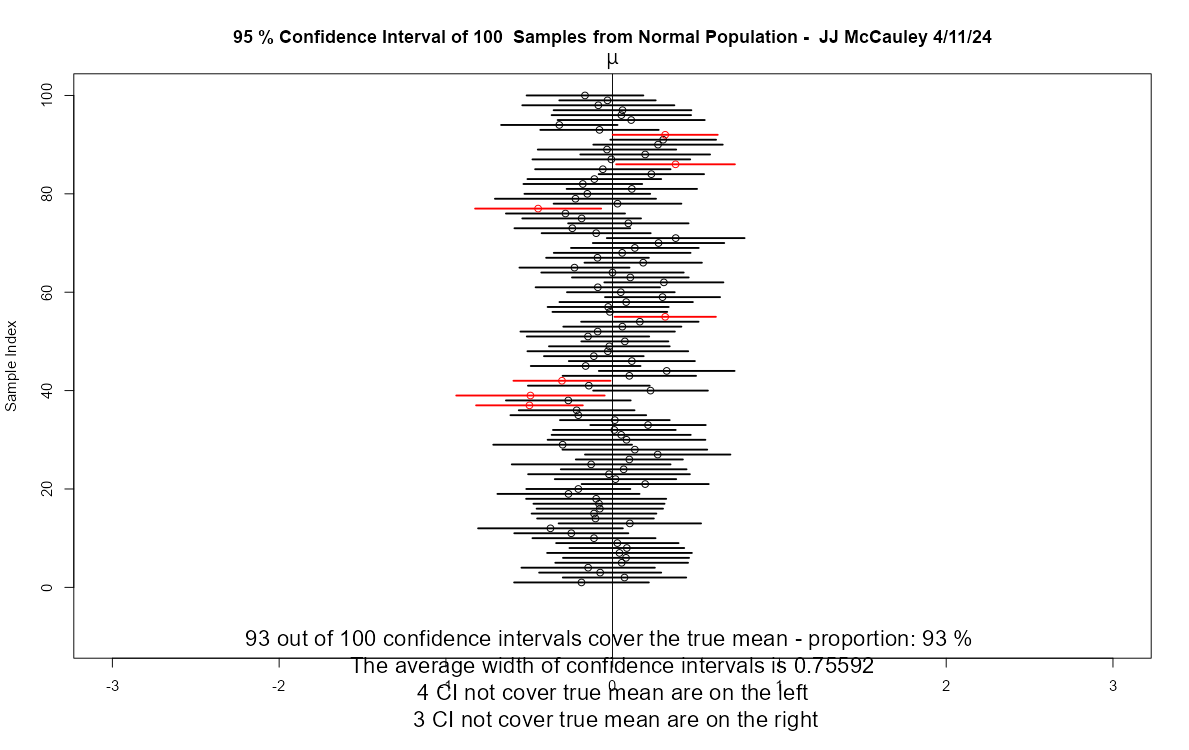 95 % Confidence Interval of 100  Samples from Normal Population -  JJ McCauley 4/11/24
μ
100
80
60
40
20
0
Sample Index
93 out of 100 confidence intervals cover the true mean - proportion: 93 %
The average width of confidence intervals is 0.75592
-3 -2 -1 0 1 2 3
4 CI not cover true mean are on the left
3 CI not cover true mean are on the right